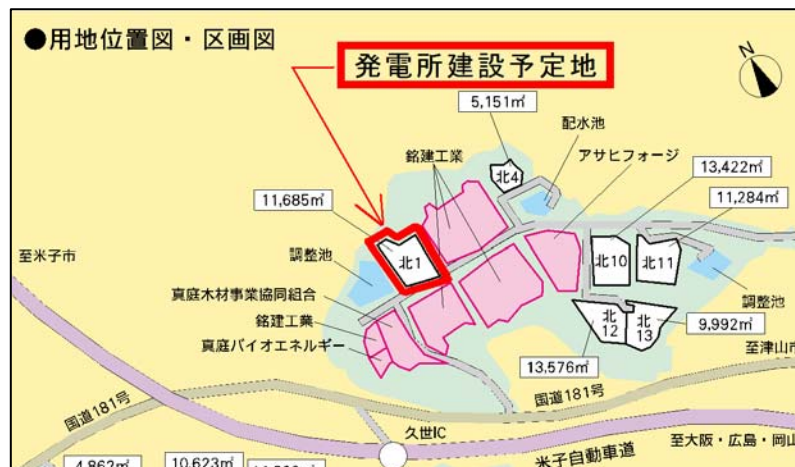 ●用地位置図・区画図
発電所建設予定地
N
5,151㎡
配水池
銘建工業
アサヒフォージ
13,422㎡
北4
11,685㎡
11,284㎡
至米子市
調整池
北1
北10
北11
真庭木材事業協同組合
調整池
銘建工業
北12
北13
9,992㎡
真庭バイオエネルギー
13,576㎡
至津山市
国道181号
国道181号
久世IC
米子自動車道
至大阪・広島・岡山
4,862㎡
10,623㎡